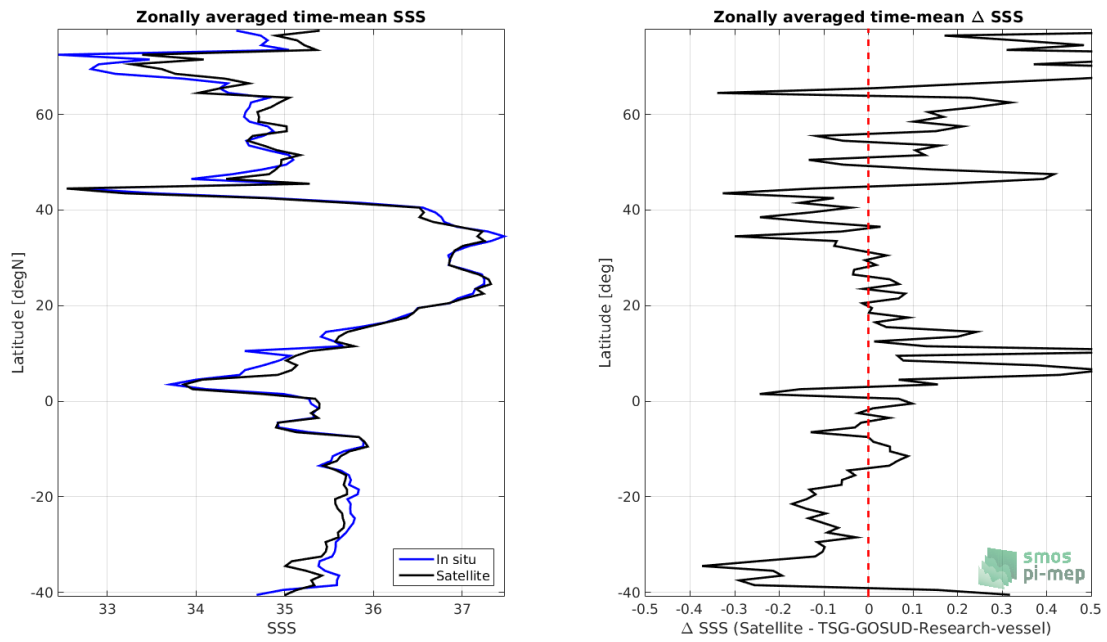 Zonally averaged time-mean SSS
Latitude [degN]
60
40
20
0
-20
-40
33
34
35
36
37
SSS
In situ
Satellite
Zonally averaged time-mean Δ SSS
Latitude [deg]
60
40
20
0
-20
-40
-0.5
-0.4
-0.3
-0.2
-0.1
0
0.1
0.2
0.3
0.4
0.5
Δ SSS (Satellite - TSG-GOSUD-Research-vessel)
smos
pi-mep